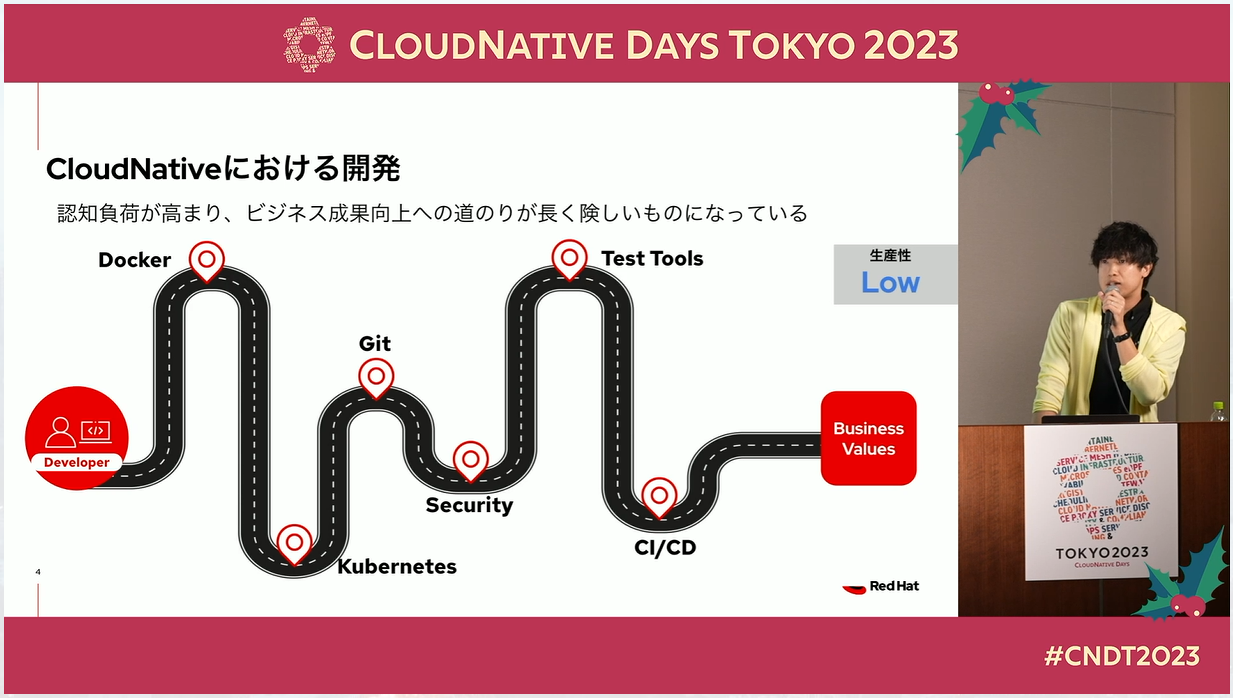 CLOUDNATIVE DAYS TOKYO 2023
CloudNativeにおける開発
認知負荷が高まり、ビジネス成果向上への道のりが長く険しいものになっている
Docker
Test Tools
生産性
Low
Git
Developer
Business
Values
Security
CI/CD
Kubernetes
4
Red Hat
TOKYO2023
CLOUDNATIVE DAYS
#CNDT2023